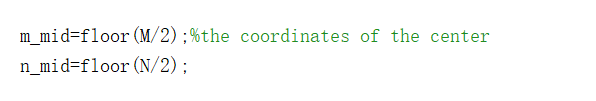 m_mid=floor(M/2);%the coordinates of the center
n_mid=floor(N/2);